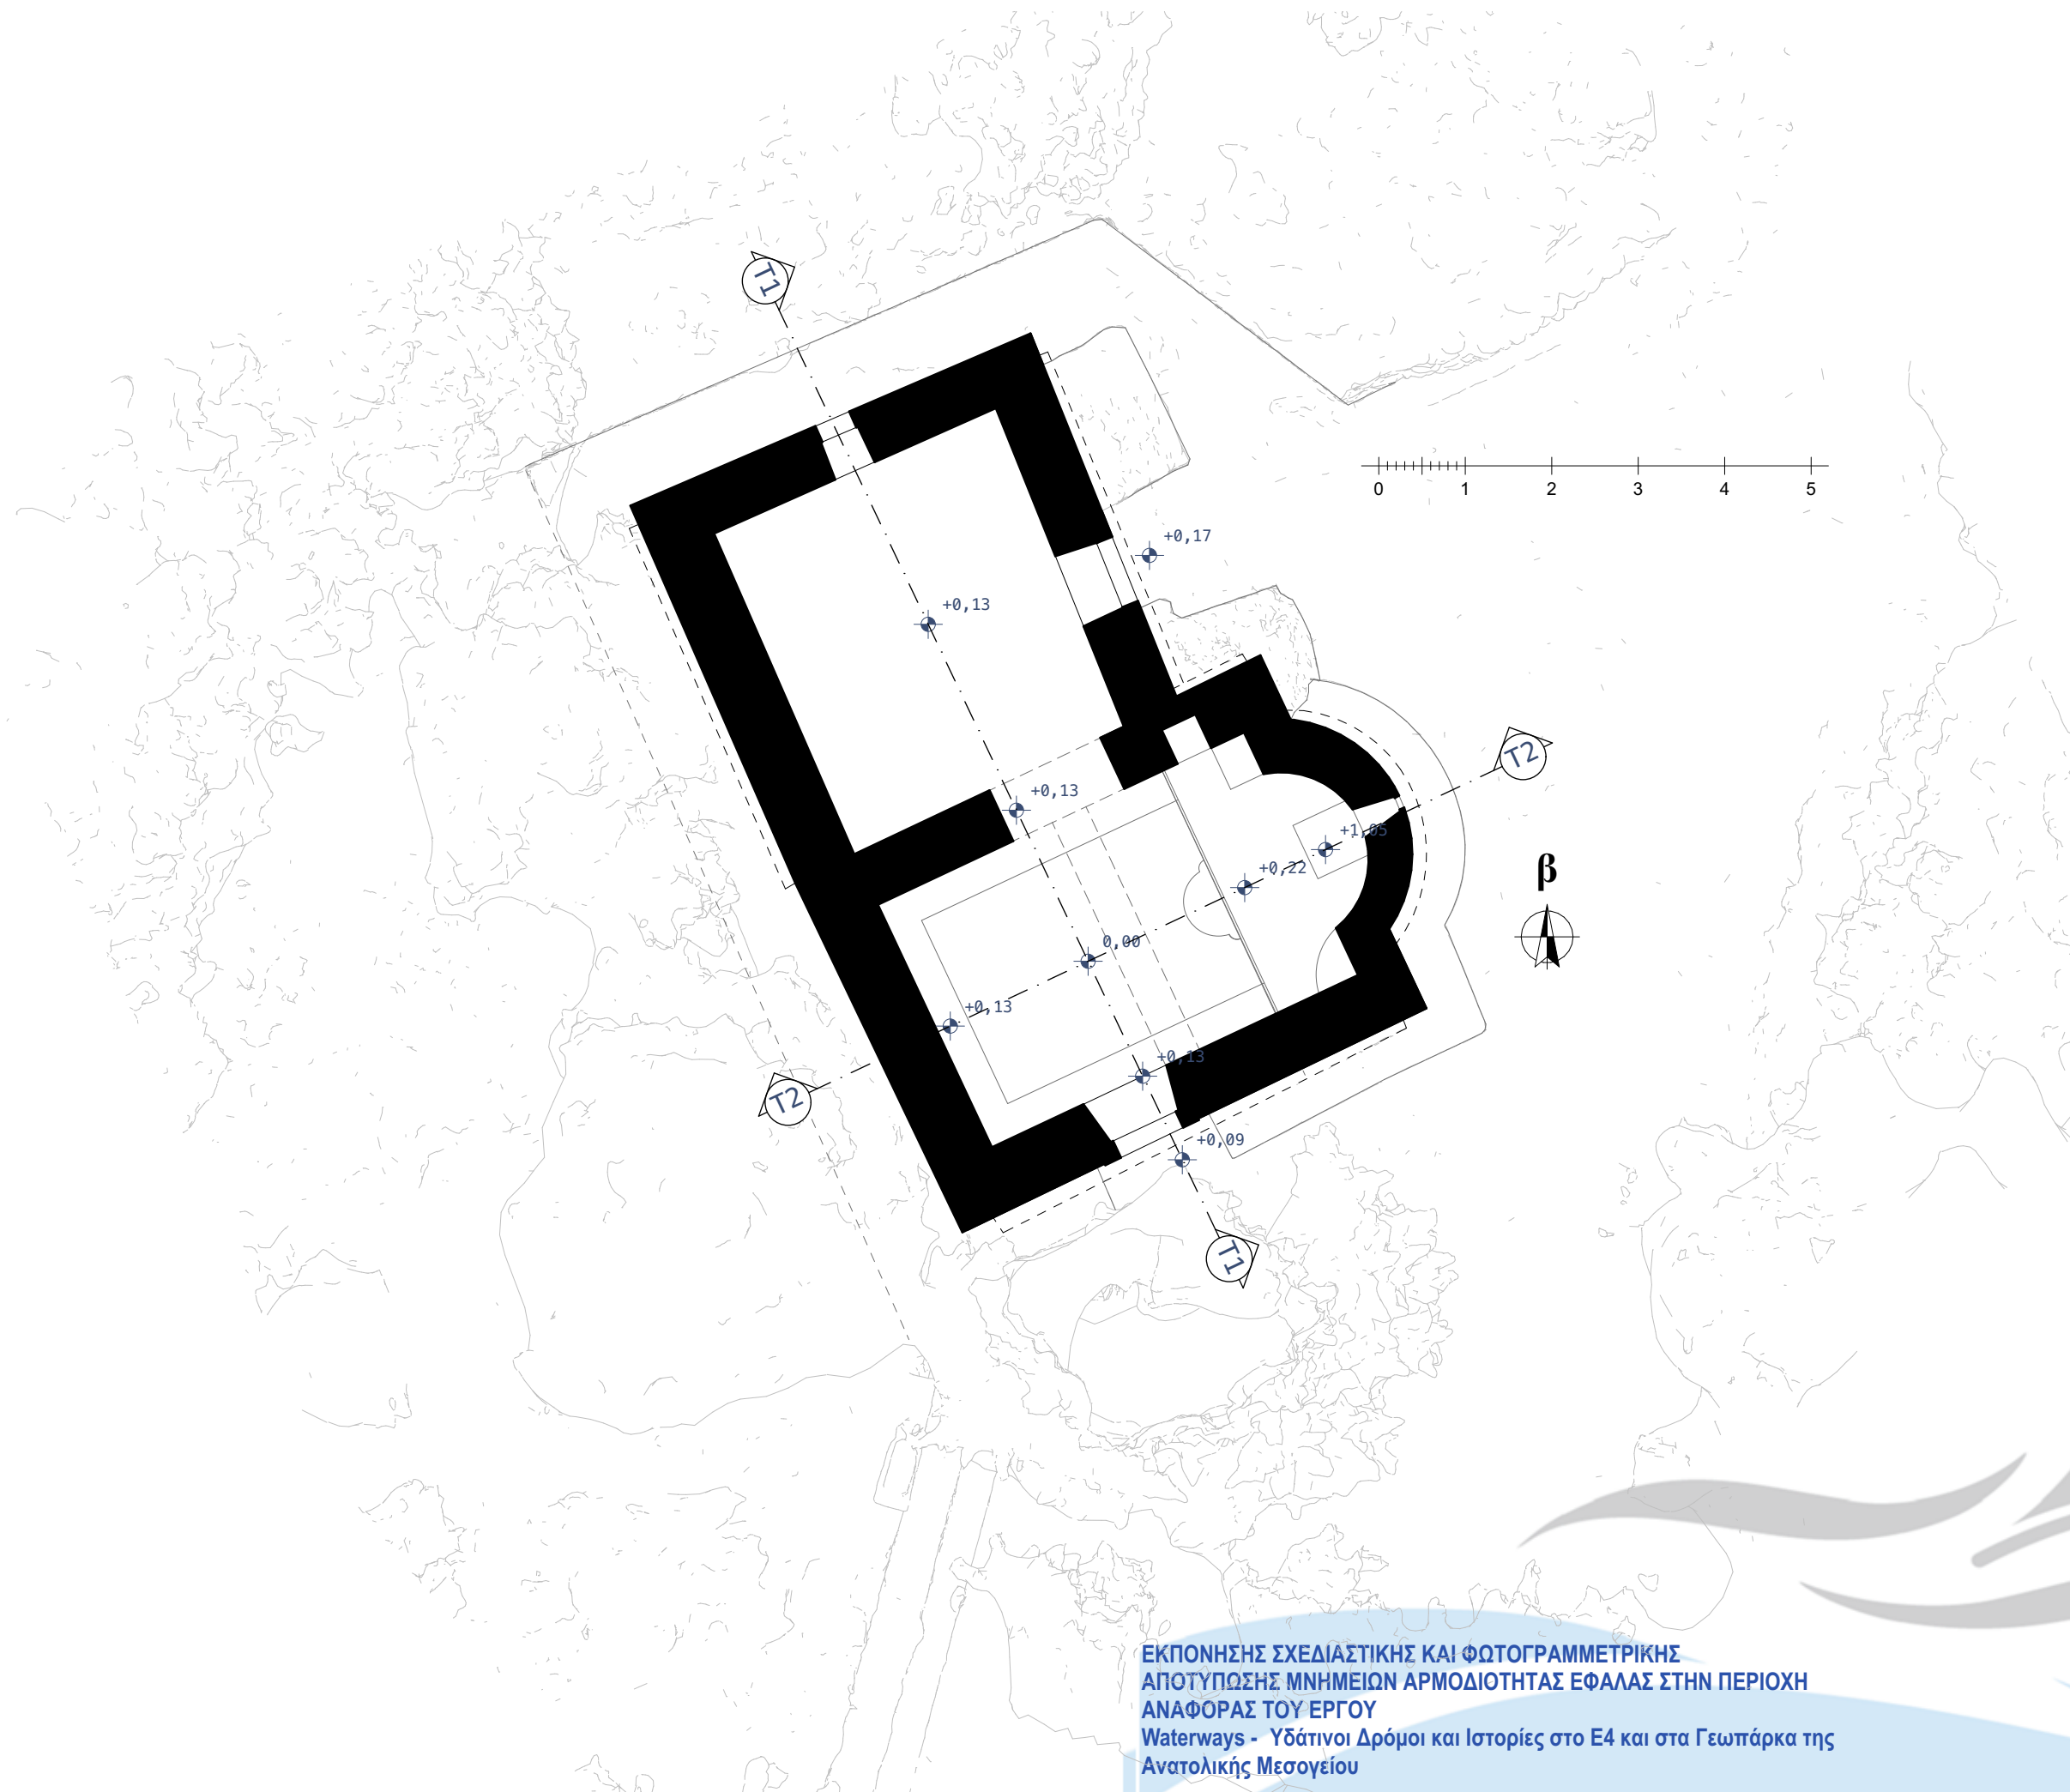 T1
0 1 2 3 4 5
+0,17
+0,13
T2
+0,13
+1,05
+0,22
β
0,00
+0,13
+0,13
T2
+0,09
T1
ΕΚΠΟΝΗΣΗΣ ΣΧΕΔΙΑΣΤΙΚΗΣ ΚΑΙ ΦΩΤΟΓΡΑΜΜΕΤΡΙΚΗΣ
ΑΠΟΤΥΠΩΣΗΣ ΜΝΗΜΕΙΩΝ ΑΡΜΟΔΙΟΤΗΤΑΣ ΕΦΑΛΑΣ ΣΤΗΝ ΠΕΡΙΟΧΗ
ΑΝΑΦΟΡΑΣ ΤΟΥ ΕΡΓΟΥ
Waterways - Υδάτινοι Δρόμοι και Ιστορίες στο Ε4 και στα Γεωπάρκα της
Ανατολικής Μεσογείου